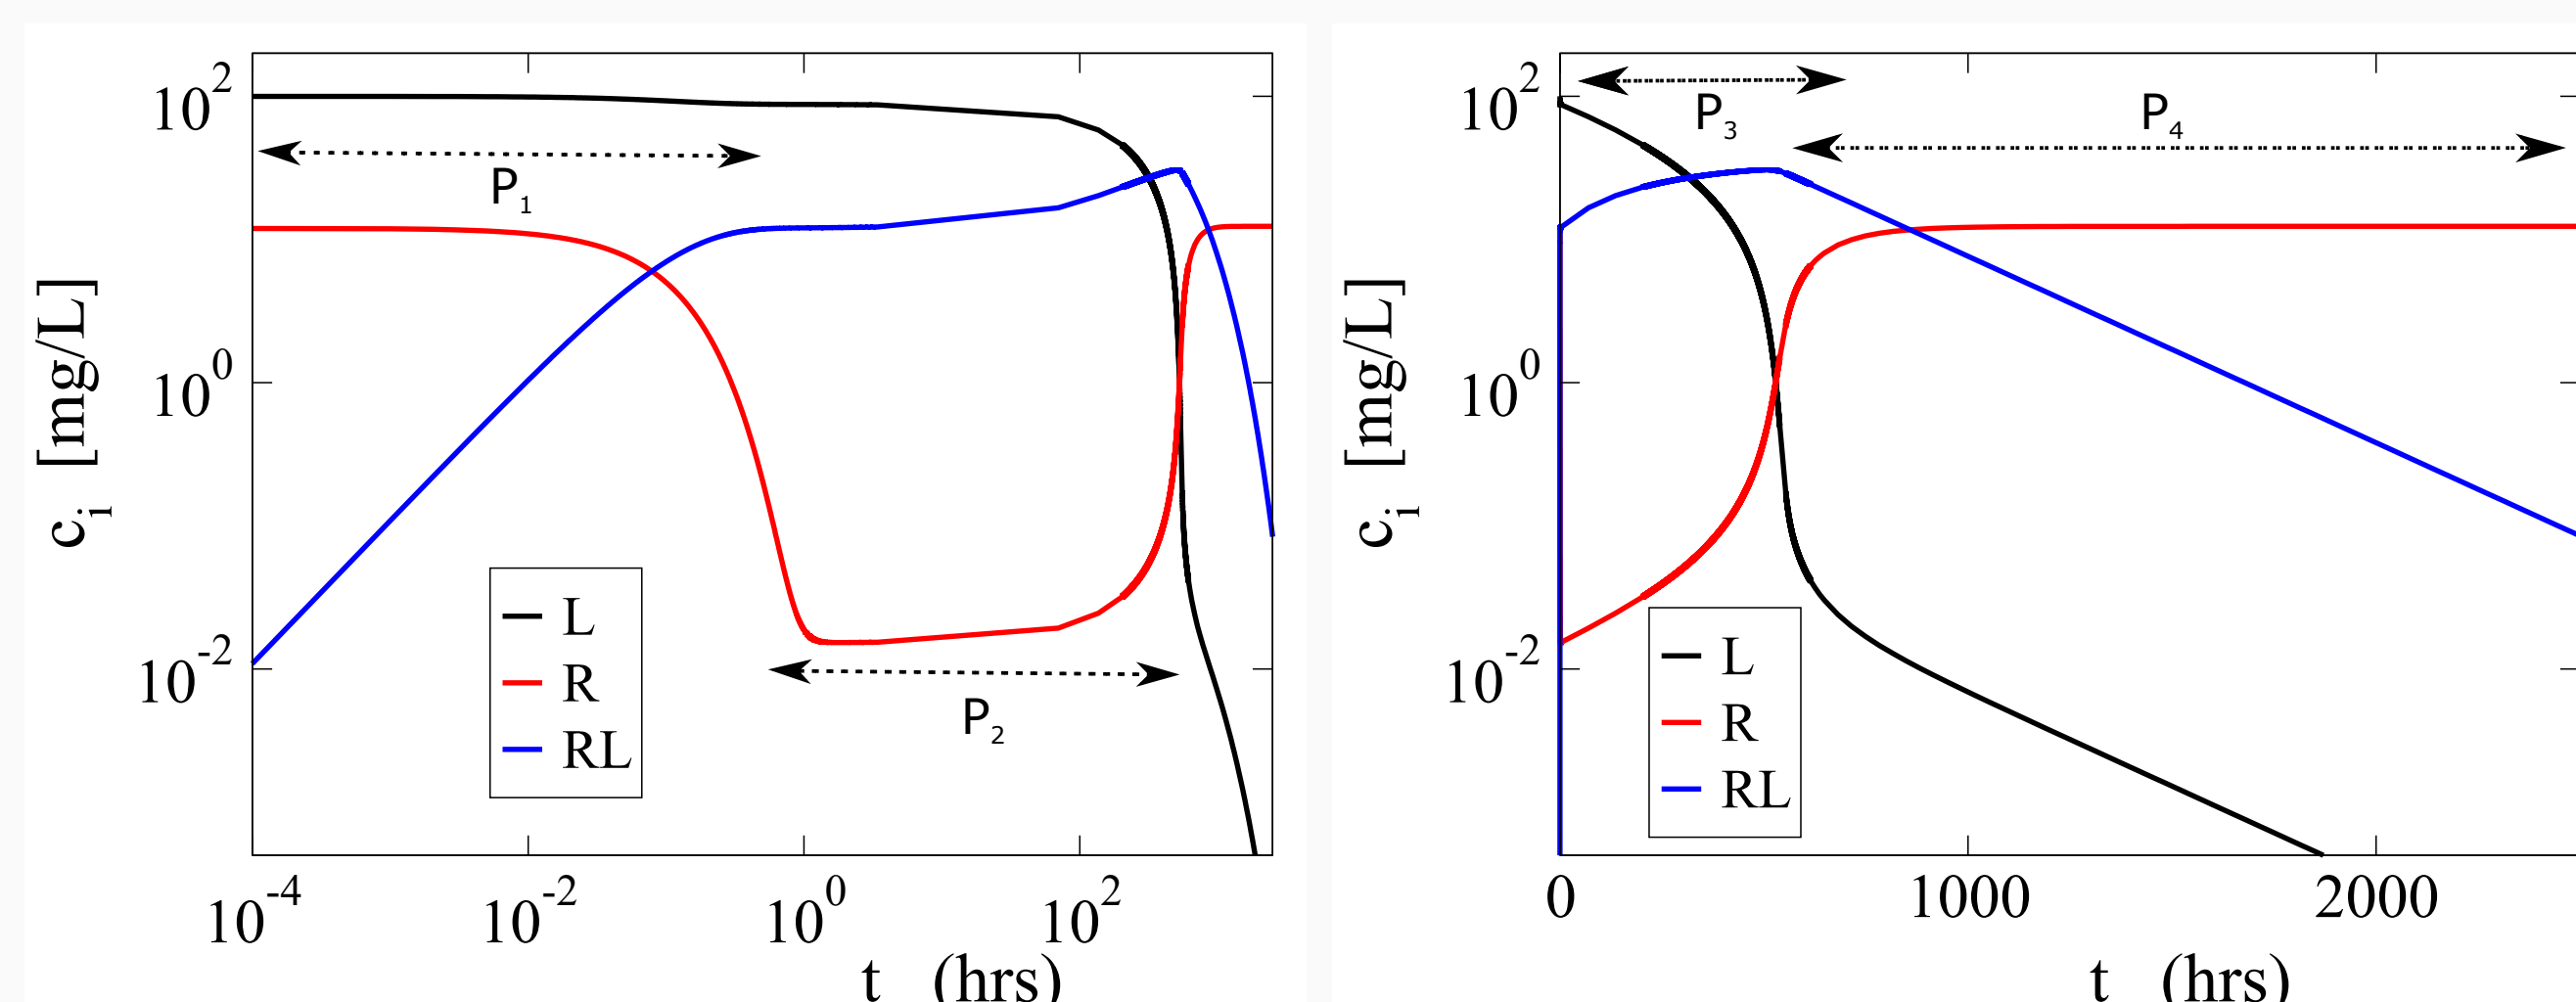 10^2
10^0
10^-2
c_i [mg/L]
P_1
P_2
L
R
RL
10^-4
10^-2
10^0
10^2
t (hrs)
10^2
10^0
10^-2
c_i [mg/L]
P_3
P_4
L
R
RL
0
1000
2000
t (hrs)